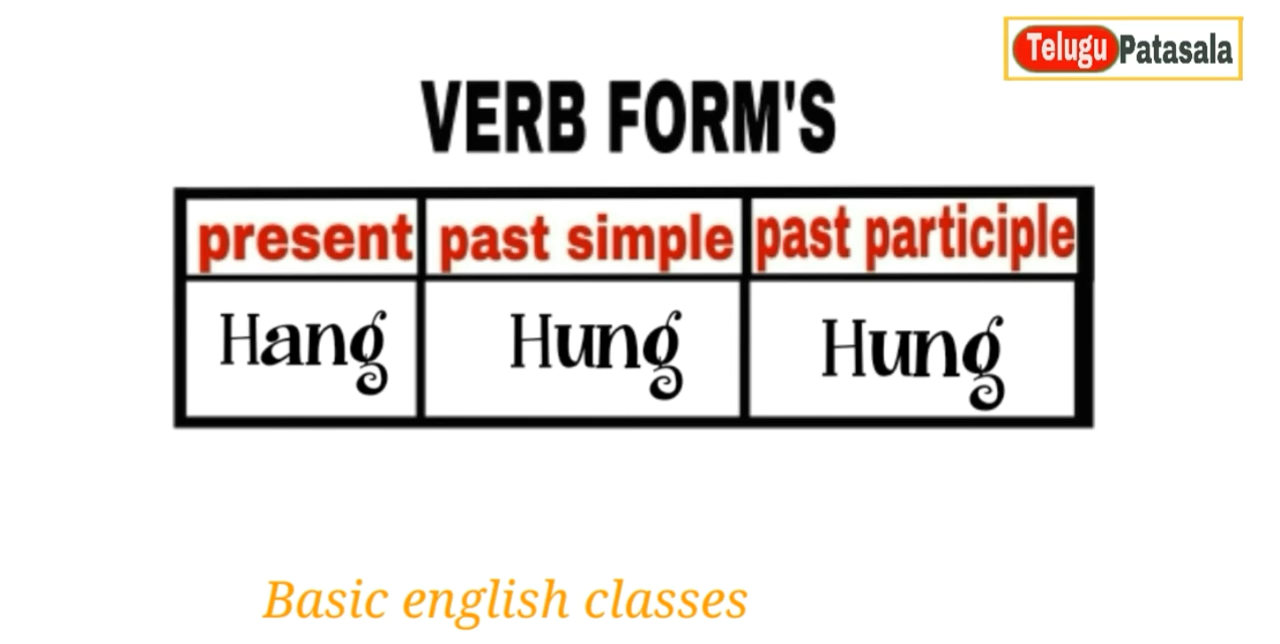 Telugu Patasala
VERB FORM'S
present past simple past participle
Hang Hung Hung
Basic english classes